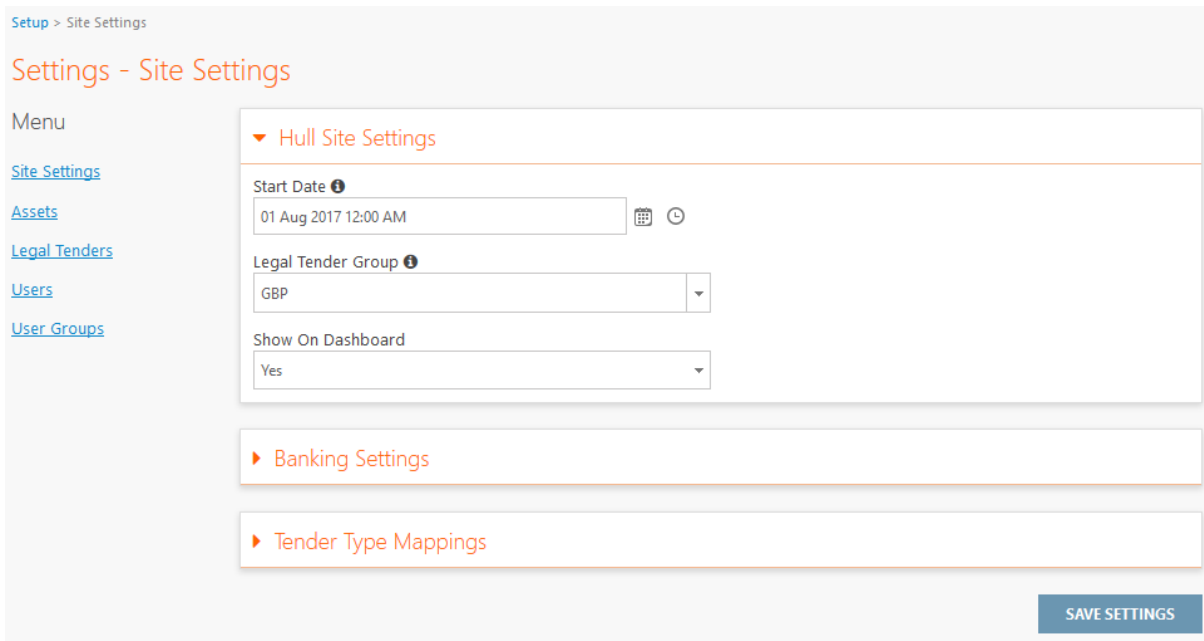 Setup > Site Settings
Settings - Site Settings
Menu
Site Settings
Assets
Legal Tenders
Users
User Groups
Hull Site Settings
Start Date
01 Aug 2017 12:00 AM
Legal Tender Group
GBP
Show On Dashboard
Yes
Banking Settings
Tender Type Mappings
SAVE SETTINGS